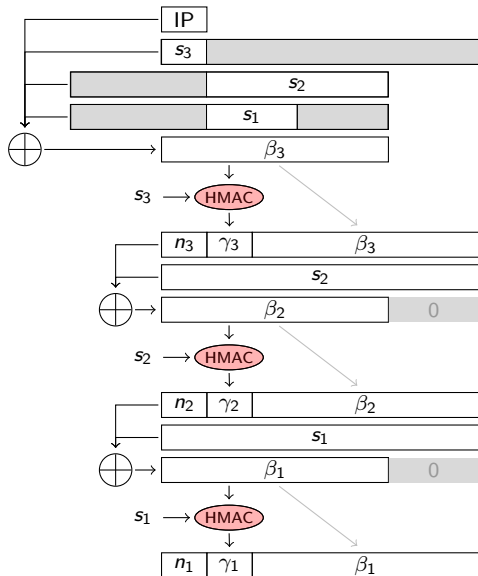 IP
s₃
s₂
s₁
β₃
s₃ HMAC
n₃ γ₃ β₃
s₂
β₂ 0
s₂ HMAC
n₂ γ₂ β₂
s₁
β₁ 0
s₁ HMAC
n₁ γ₁ β₁